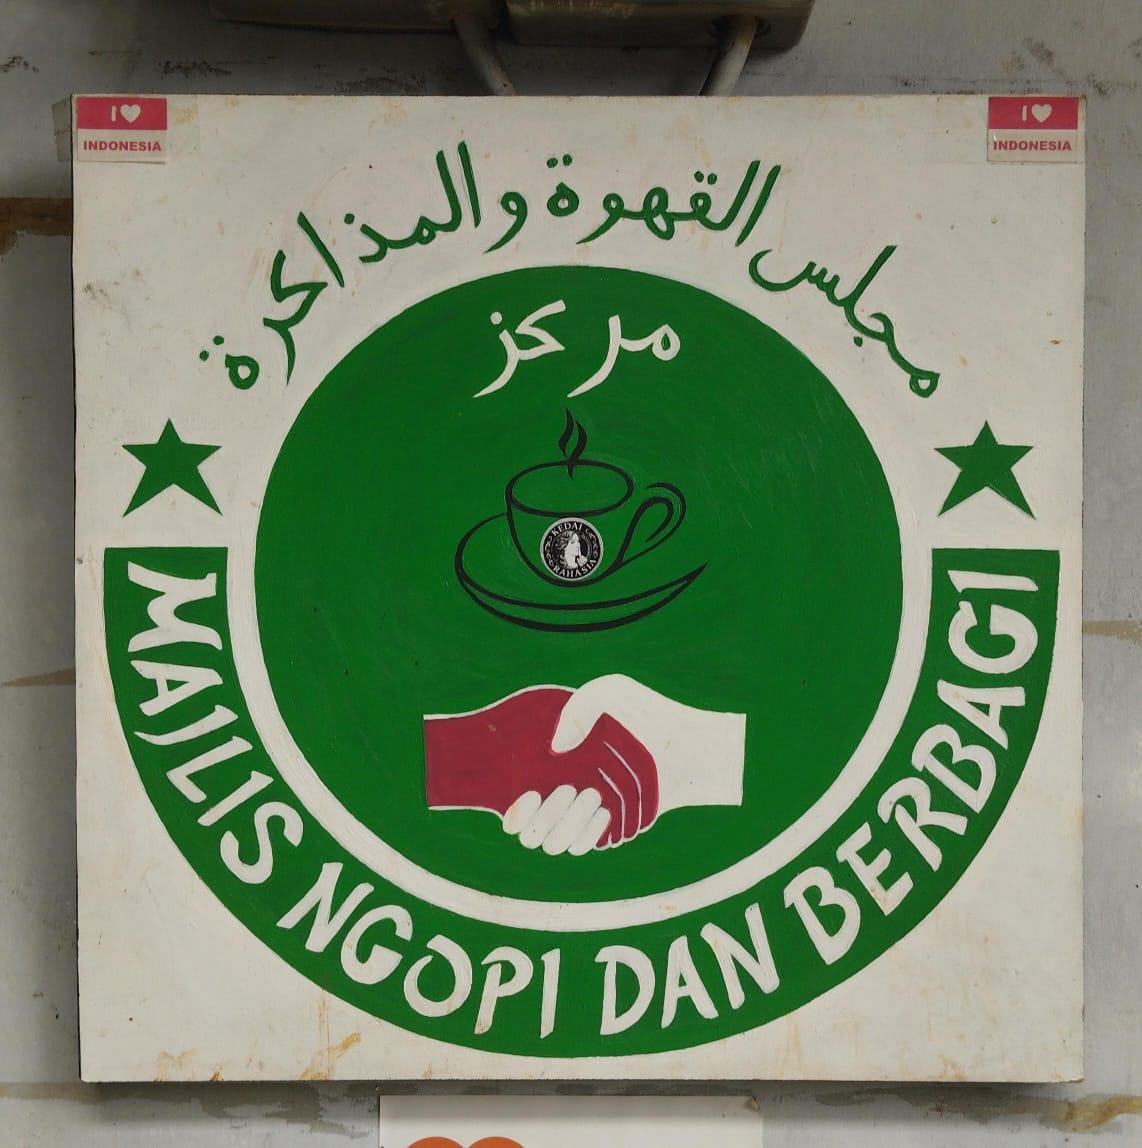 I ♥
INDONESIA
I ♥
INDONESIA
مجلس القهوة والمذاكرة
مركز
KEDAI
RAHASIA
MAJLIS NGOPI DAN BERBAGI